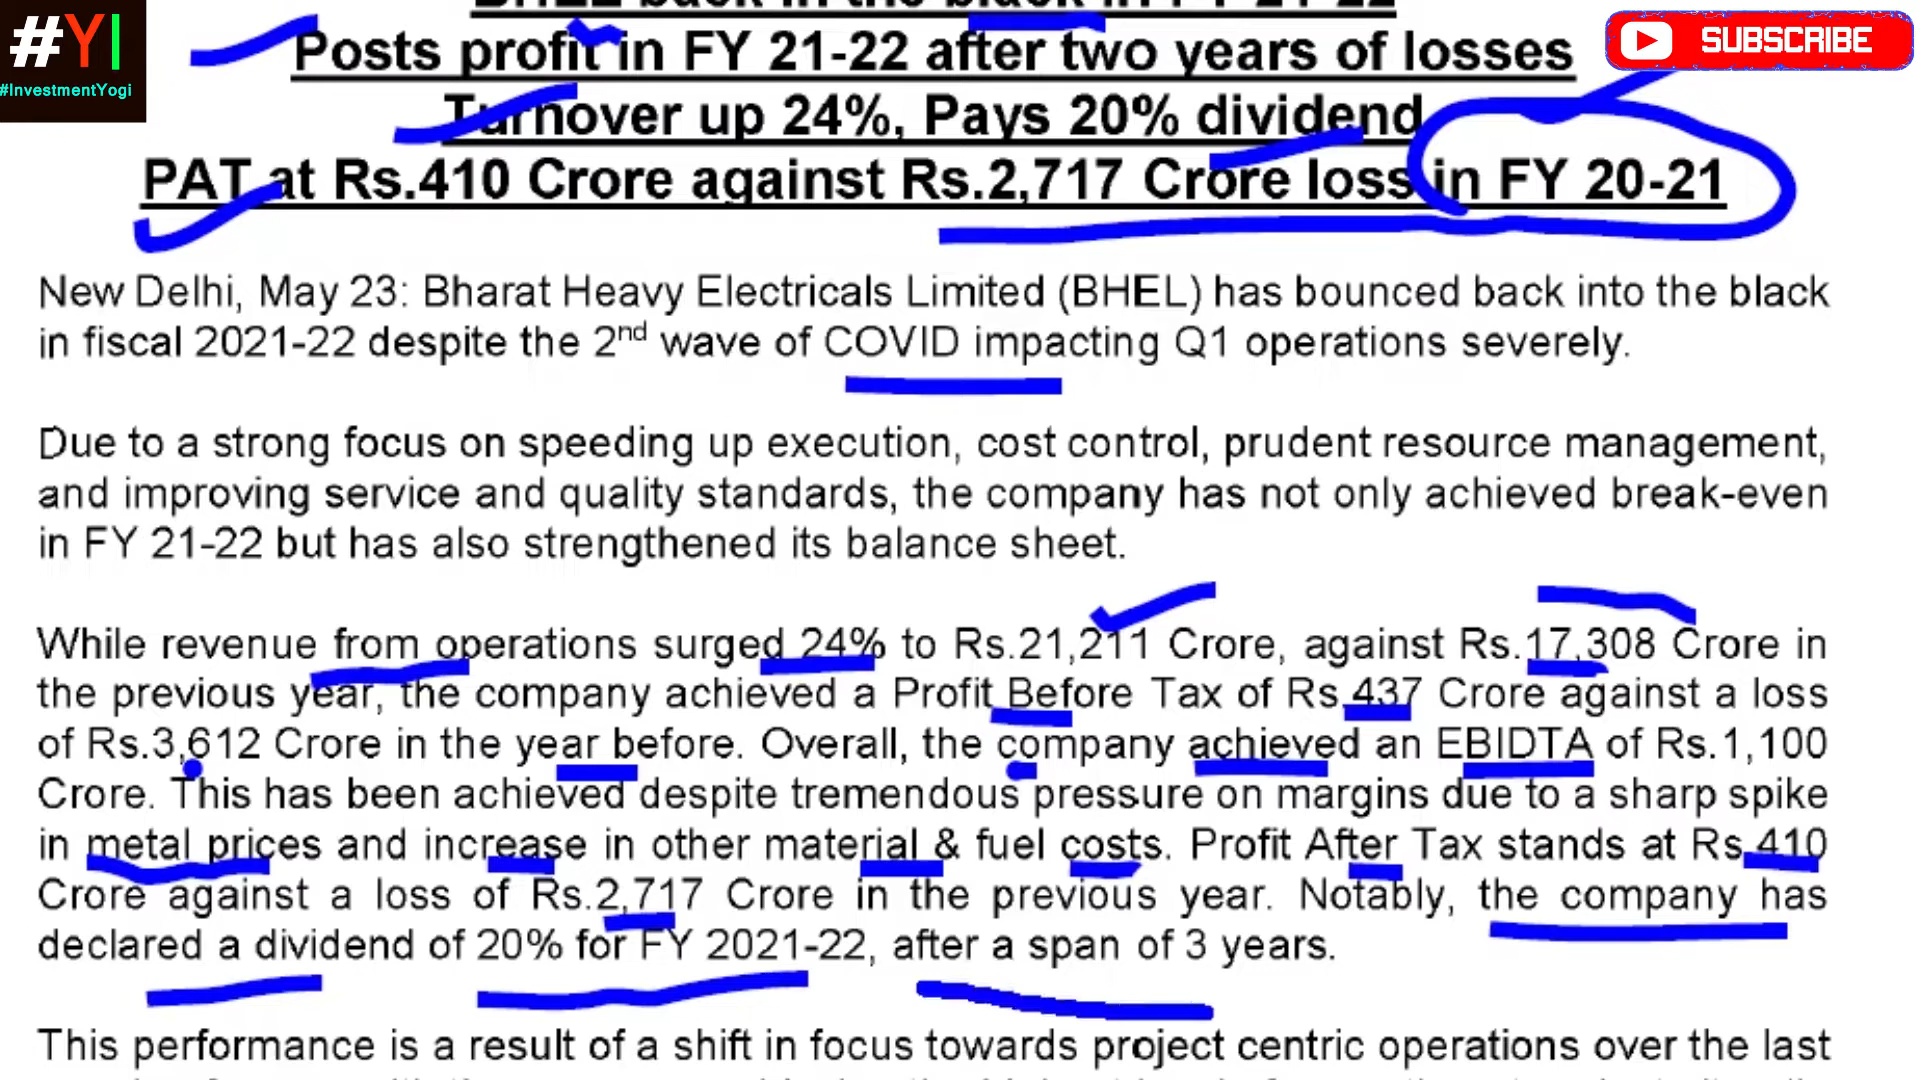 #YI
#InvestmentYogi
SUBSCRIBE
BHEL back in the black in FY 21-22
Posts profit in FY 21-22 after two years of losses
Turnover up 24%, Pays 20% dividend
PAT at Rs.410 Crore against Rs.2,717 Crore loss in FY 20-21
New Delhi, May 23: Bharat Heavy Electricals Limited (BHEL) has bounced back into the black
in fiscal 2021-22 despite the 2nd wave of COVID impacting Q1 operations severely.
Due to a strong focus on speeding up execution, cost control, prudent resource management,
and improving service and quality standards, the company has not only achieved break-even
in FY 21-22 but has also strengthened its balance sheet.
While revenue from operations surged 24% to Rs.21,211 Crore, against Rs.17,308 Crore in
the previous year, the company achieved a Profit Before Tax of Rs.437 Crore against a loss
of Rs.3,612 Crore in the year before. Overall, the company achieved an EBIDTA of Rs.1,100
Crore. This has been achieved despite tremendous pressure on margins due to a sharp spike
in metal prices and increase in other material & fuel costs. Profit After Tax stands at Rs.410
Crore against a loss of Rs.2,717 Crore in the previous year. Notably, the company has
declared a dividend of 20% for FY 2021-22, after a span of 3 years.
This performance is a result of a shift in focus towards project centric operations over the last